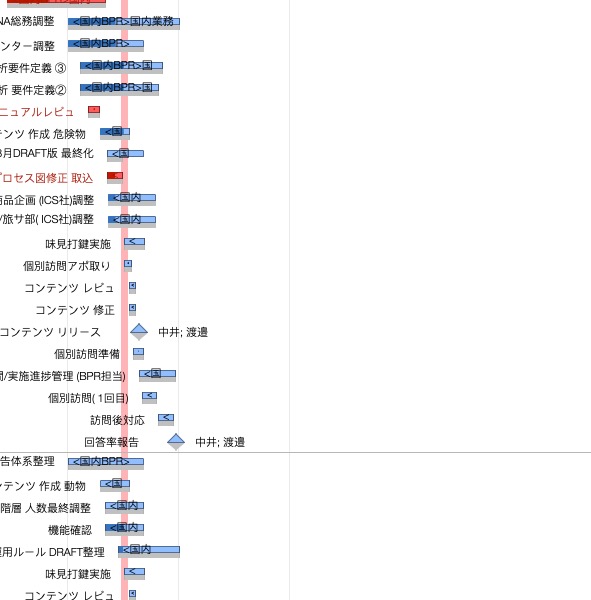 NA総務調整 <国内BPR>国内業務
ンター調整 <国内BPR>
析要件定義 ③ <国内BPR>国
析 要件定義② <国内BPR>国
ニュアルレビュ
テンツ 作成 危険物 <国
3月DRAFT版 最終化 <国
プロセス図修正 取込
商品企画 (ICS社)調整 <国内
/旅サ部( ICS社)調整 <国内
味見打鍵実施 <
個別訪問アポ取り
コンテンツ レビュ <
コンテンツ 修正 <
コンテンツ リリース 中井; 渡邉
個別訪問準備
/実施進捗管理 (BPR担当) <国
個別訪問( 1回目) <
訪問後対応 <
回答率報告 中井; 渡邉
告体系整理 <国内BPR>
ンテンツ 作成 動物 <国
階層 人数最終調整 <国内
機能確認 <国内
運用ルール DRAFT整理 <国内
味見打鍵実施 <
コンテンツ レビュ <